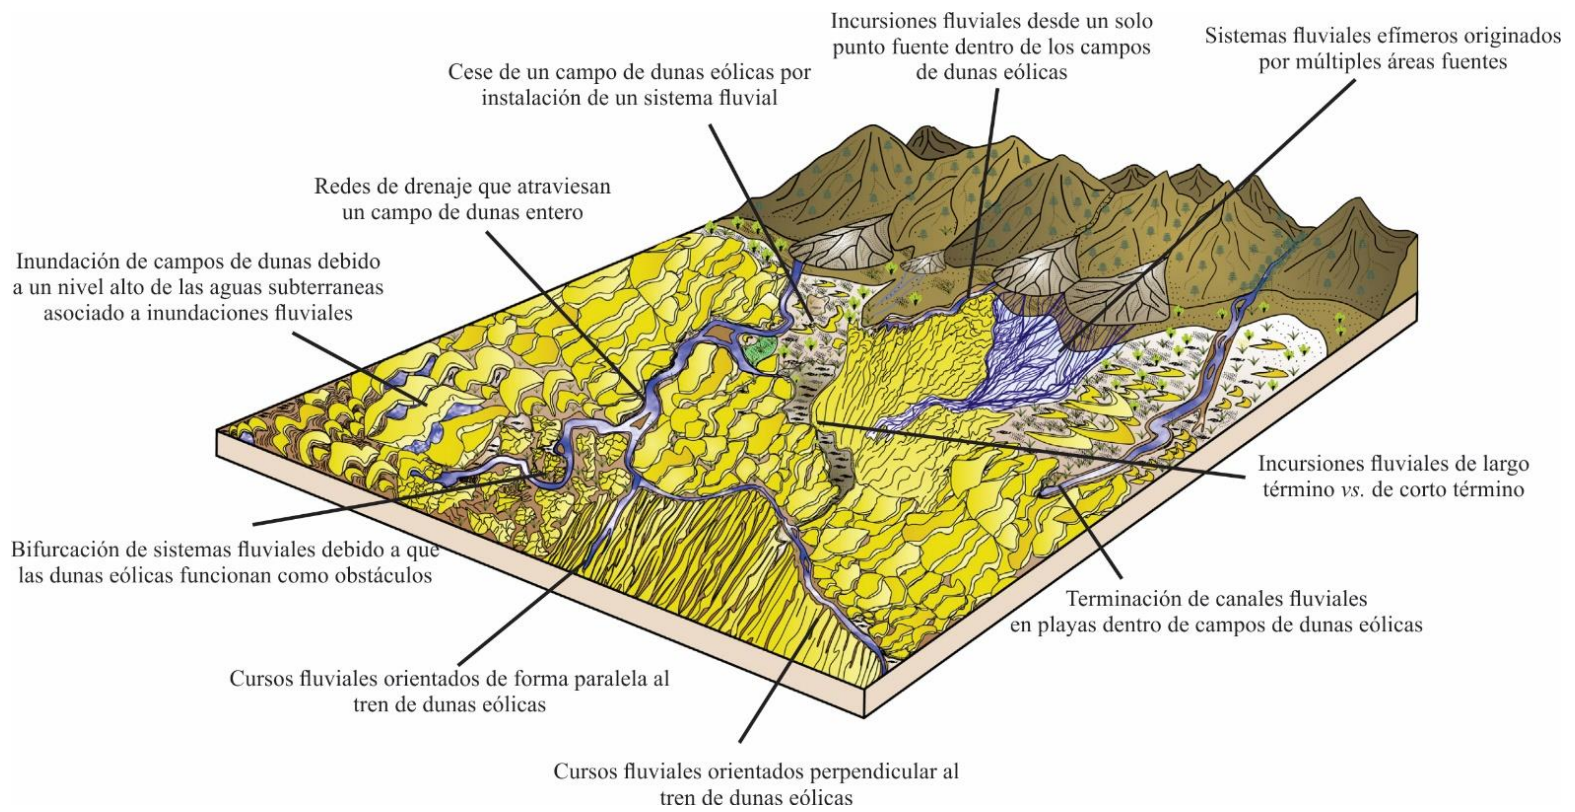 Incursiones fluviales desde un solo
punto fuente dentro de los campos
de dunas eólicas
Sistemas fluviales efímeros originados
por múltiples áreas fuentes
Cese de un campo de dunas eólicas por
instalación de un sistema fluvial
Redes de drenaje que atraviesan
un campo de dunas entero
Inundación de campos de dunas debido
a un nivel alto de las aguas subterraneas
asociado a inundaciones fluviales
Incursiones fluviales de largo
término vs. de corto término
Bifurcación de sistemas fluviales debido a que
las dunas eólicas funcionan como obstáculos
Terminación de canales fluviales
en playas dentro de campos de dunas eólicas
Cursos fluviales orientados de forma paralela al
tren de dunas eólicas
Cursos fluviales orientados perpendicular al
tren de dunas eólicas